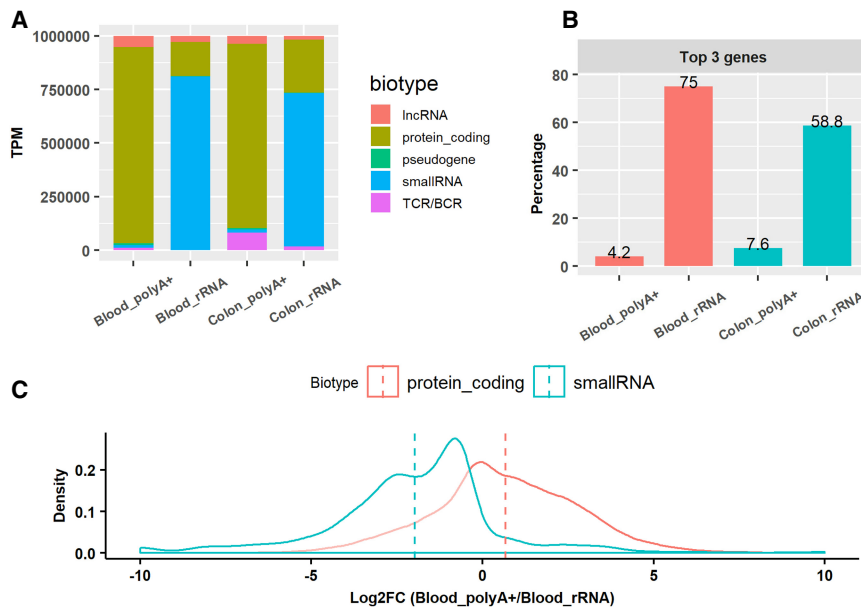 A
1000000
750000
500000
250000
0
TPM
Blood_polyA+
Blood_rRNA
Colon_polyA+
Colon_rRNA
biotype
lncRNA
protein_coding
pseudogene
smallRNA
TCR/BCR
B
Top 3 genes
80
60
40
20
0
Percentage
4.2
75
7.6
58.8
Blood_polyA+
Blood_rRNA
Colon_polyA+
Colon_rRNA
C
Biotype protein_coding smallRNA
0.2
0.1
0.0
Density
-10 -5 0 5 10
Log2FC (Blood_polyA+/Blood_rRNA)